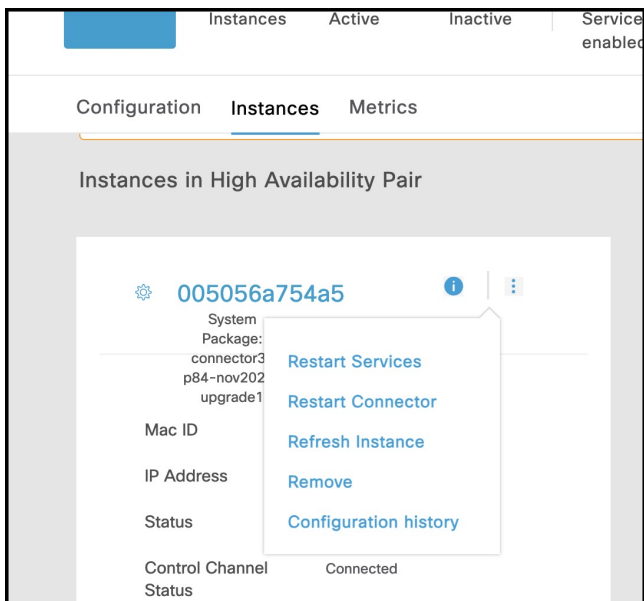 Instances Active Inactive Service
enabled
Configuration Instances Metrics
Instances in High Availability Pair
005056a754a5
System
Package:
connector3
p84-nov202
upgrade1
Restart Services
Restart Connector
Refresh Instance
Remove
Configuration history
Mac ID
IP Address
Status
Control Channel Connected
Status